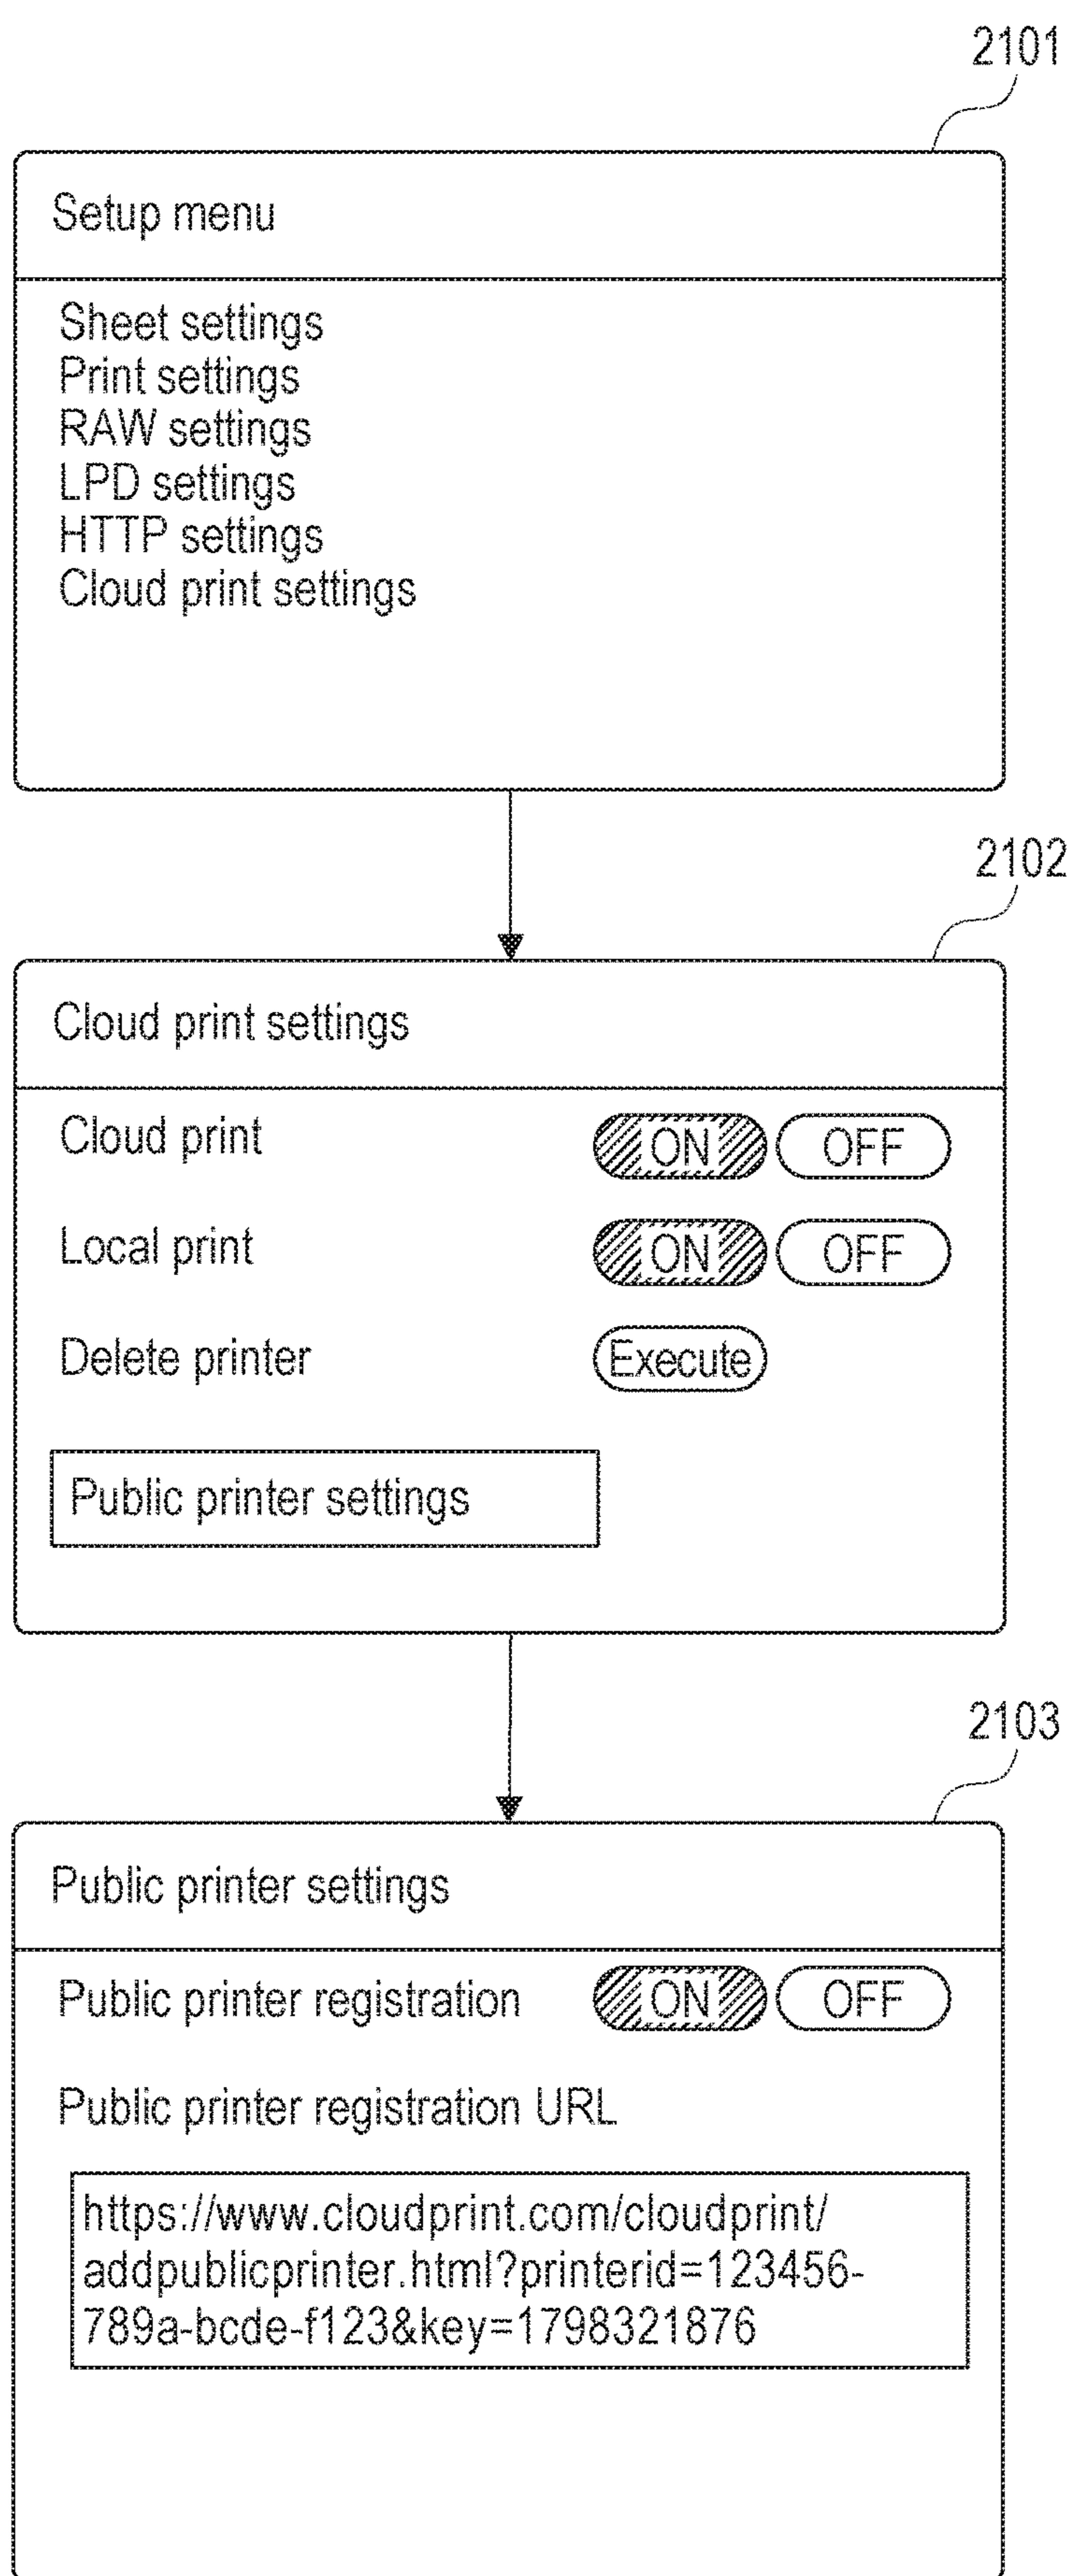 2101
Setup menu
Sheet settings
Print settings
RAW settings
LPD settings
HTTP settings
Cloud print settings
2102
Cloud print settings
Cloud print ON OFF
Local print ON OFF
Delete printer Execute
Public printer settings
2103
Public printer settings
Public printer registration ON OFF
Public printer registration URL
https://www.cloudprint.com/cloudprint/
addpublicprinter.html?printerid=123456-
789a-bcde-f123&key=1798321876